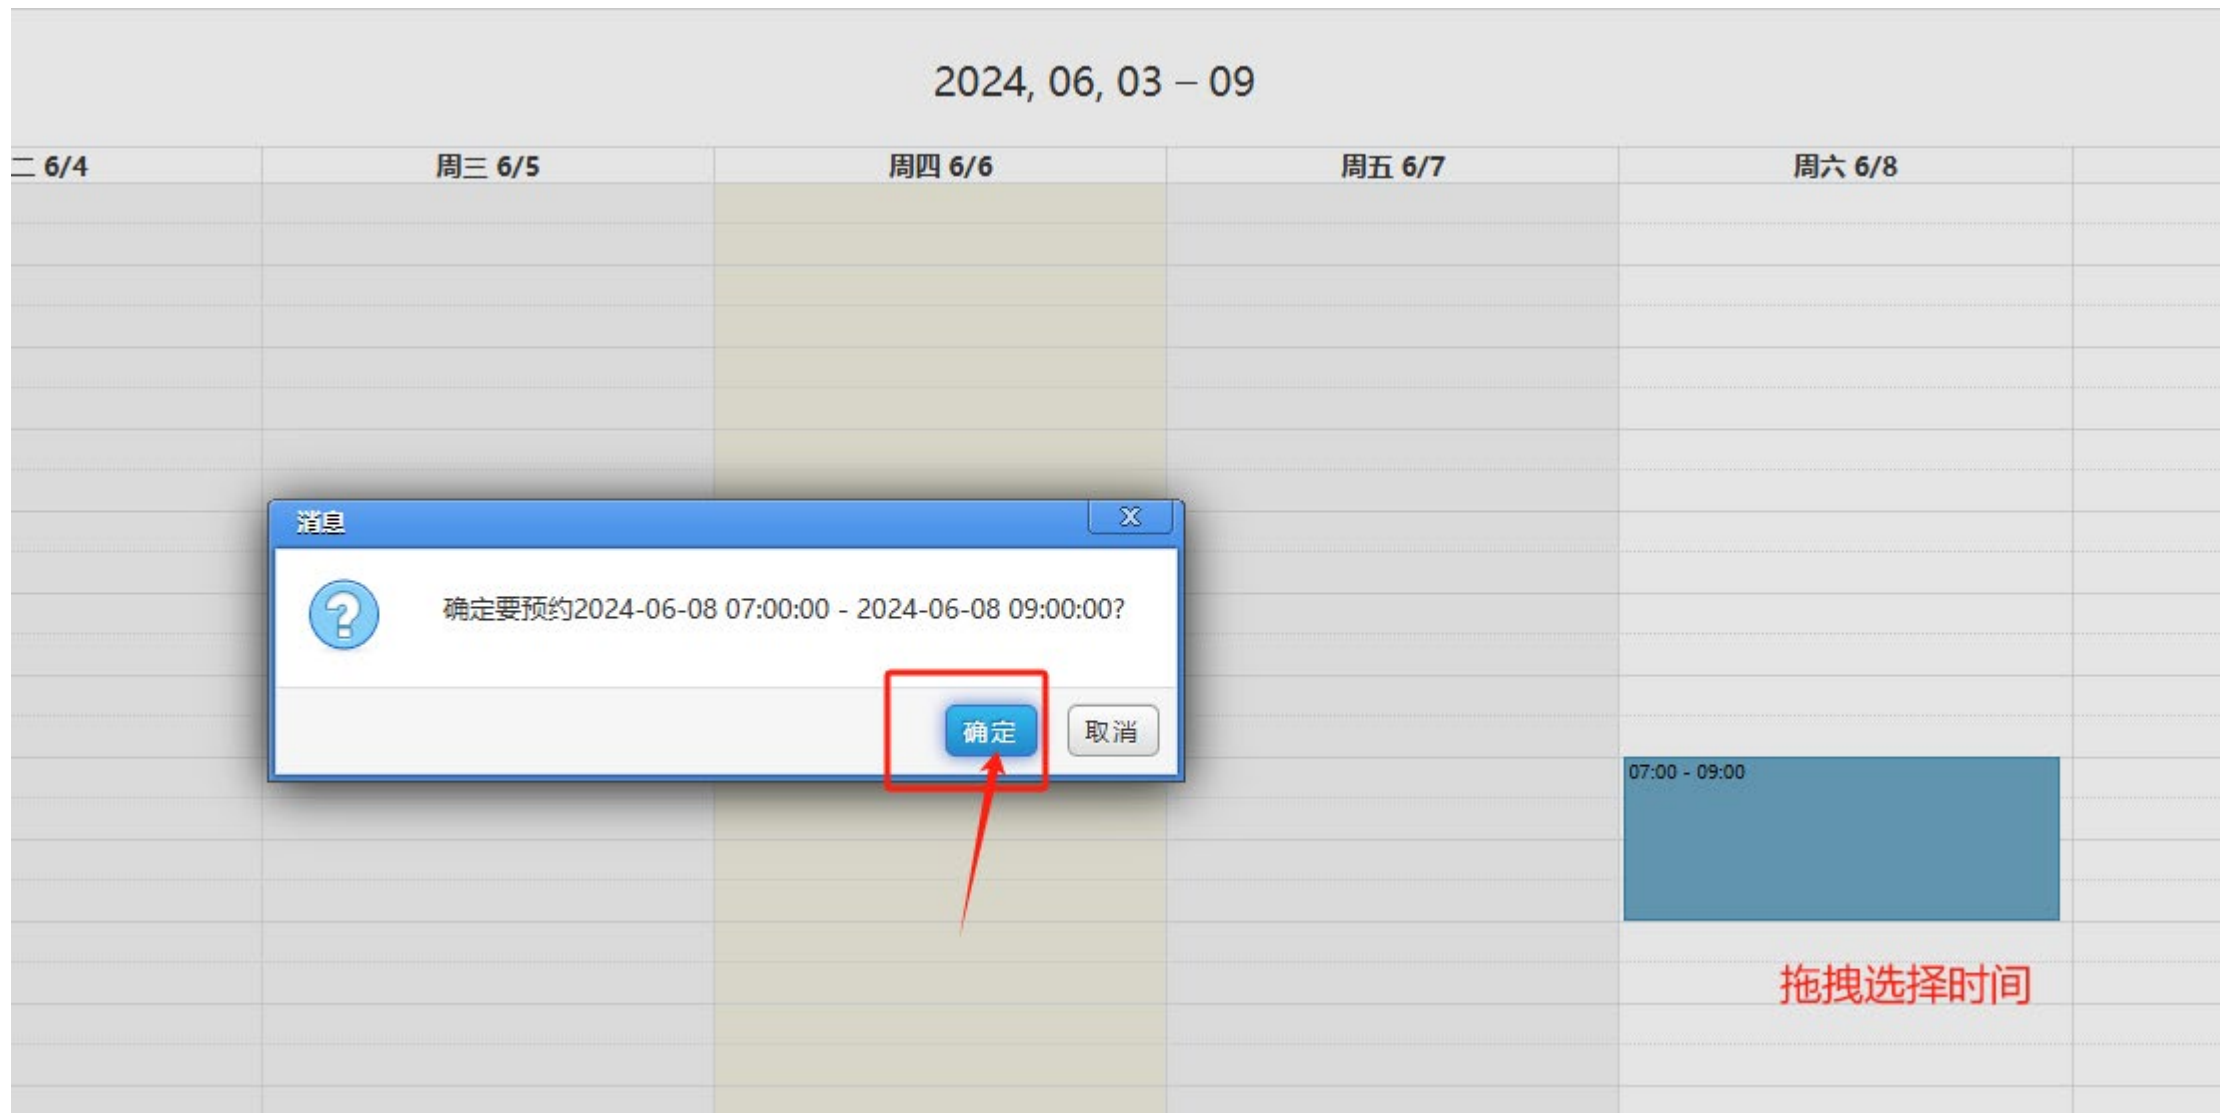 2024, 06, 03 – 09
二 6/4
周三 6/5
周四 6/6
周五 6/7
周六 6/8
消息
X
确定要预约2024-06-08 07:00:00 - 2024-06-08 09:00:00?
确定
取消
07:00 - 09:00
拖拽选择时间